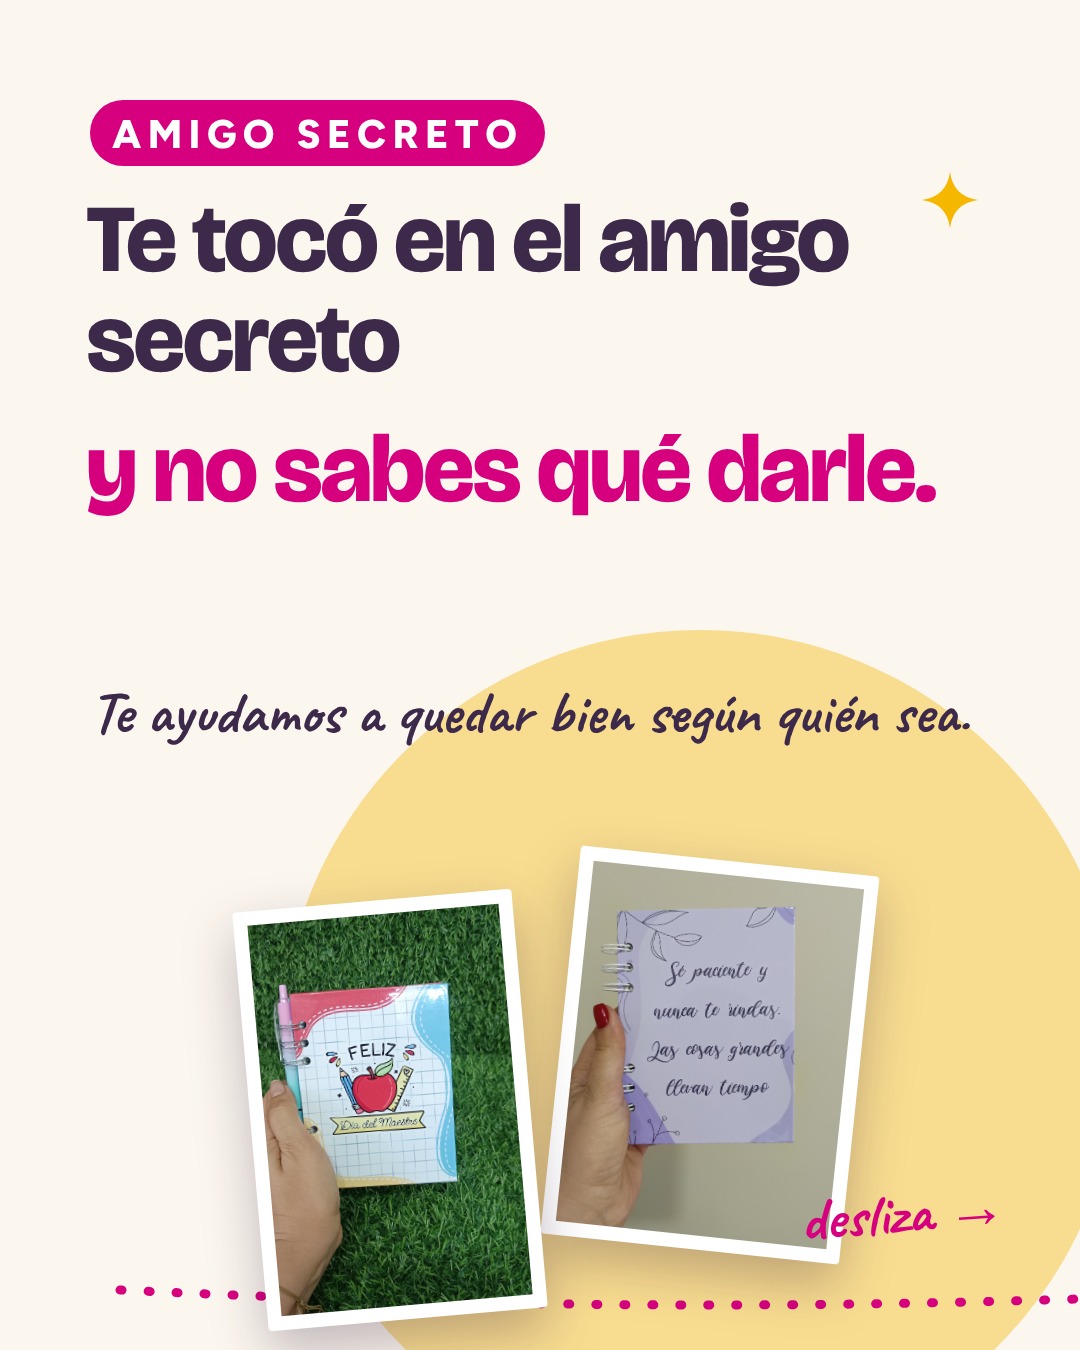 AMIGO SECRETO
Te tocó en el amigo
secreto
y no sabes qué darle.
Te ayudamos a quedar bien según quién sea.
FELIZ
Día del Maestro
Sé paciente y
nunca te rindas.
Las cosas grandes
llevan tiempo
desliza →